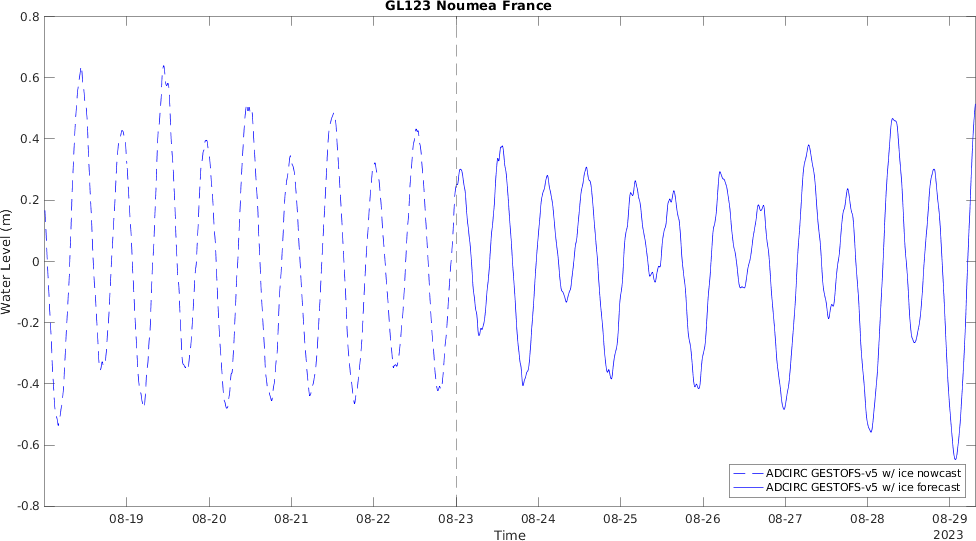 GL123 Noumea France
0.8
0.6
0.4
0.2
0
-0.2
-0.4
-0.6
-0.8
Water Level (m)
ADCIRC GESTOFS-v5 w/ ice nowcast
ADCIRC GESTOFS-v5 w/ ice forecast
08-19 08-20 08-21 08-22 08-23 08-24 08-25 08-26 08-27 08-28 08-29
2023
Time